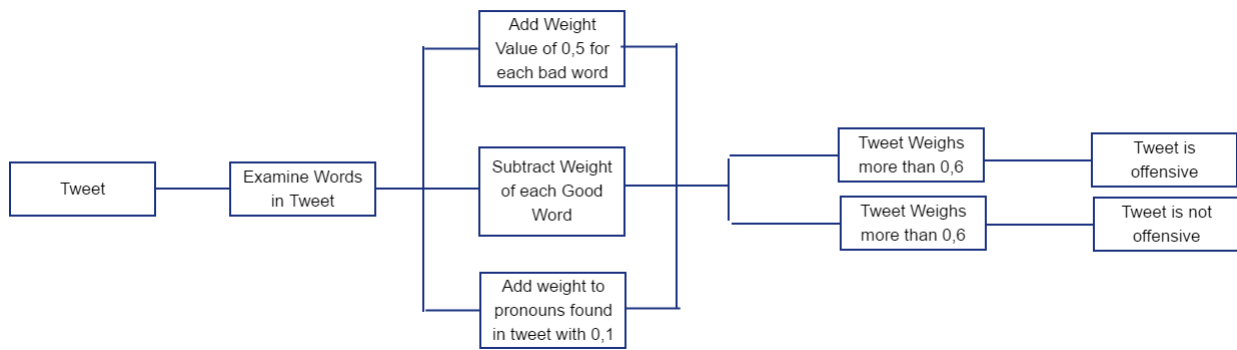 Tweet
Examine Words
in Tweet
Add Weight
Value of 0,5 for
each bad word
Subtract Weight
of each Good
Word
Add weight to
pronouns found
in tweet with 0,1
Tweet Weighs
more than 0,6
Tweet is
offensive
Tweet Weighs
more than 0,6
Tweet is not
offensive